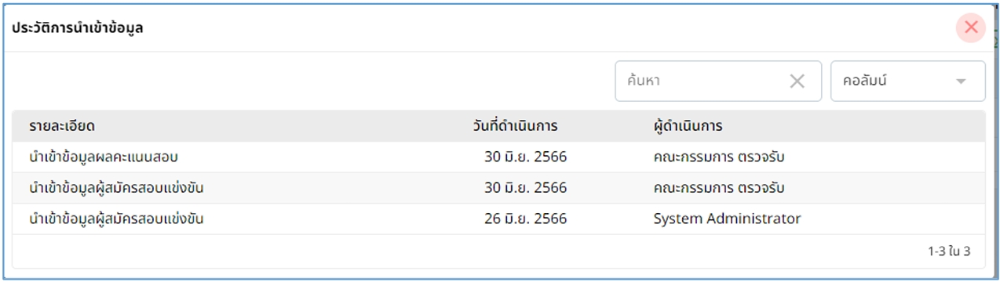 ประวัติการนำเข้าข้อมูล
ค้นหา คอลัมน์
รายละเอียด วันที่ดำเนินการ ผู้ดำเนินการ
นำเข้าข้อมูลผลคะแนนสอบ 30 มิ.ย. 2566 คณะกรรมการ ตรวจรับ
นำเข้าข้อมูลผู้สมัครสอบแข่งขัน 30 มิ.ย. 2566 คณะกรรมการ ตรวจรับ
นำเข้าข้อมูลผู้สมัครสอบแข่งขัน 26 มิ.ย. 2566 System Administrator
1-3 ใน 3